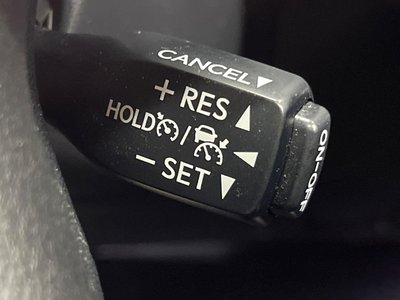 CANCEL▼
+ RES ▲
HOLD / ◄
− SET ▼
ON-OFF